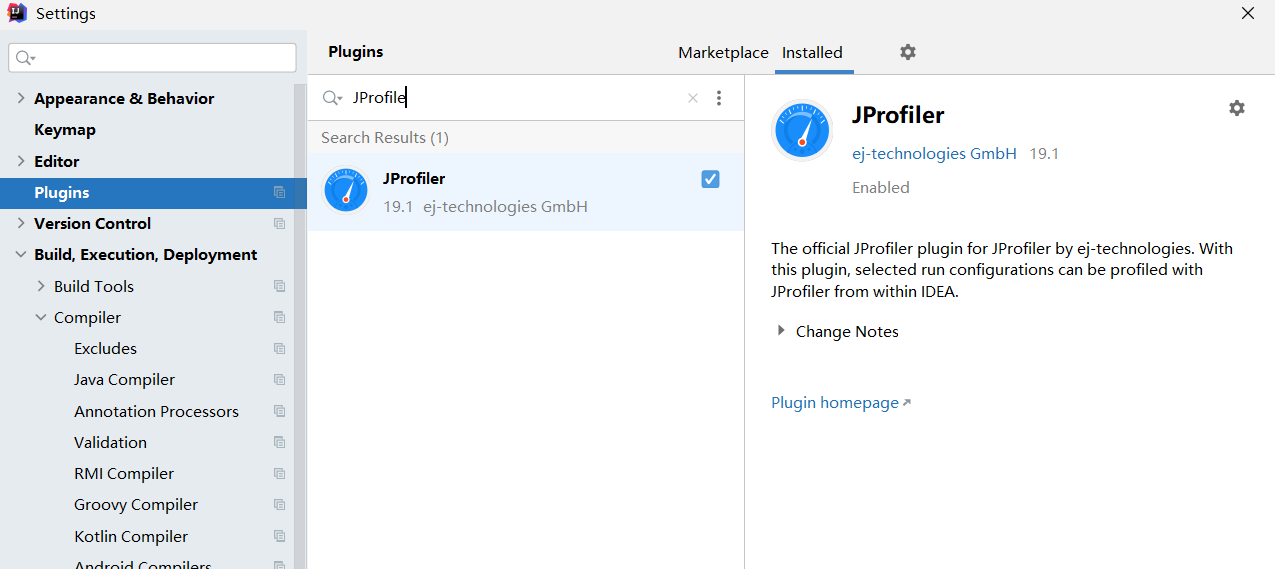 Settings
Plugins
Marketplace
Installed
Appearance & Behavior
Keymap
Editor
Plugins
Version Control
Build, Execution, Deployment
Build Tools
Compiler
Excludes
Java Compiler
Annotation Processors
Validation
RMI Compiler
Groovy Compiler
Kotlin Compiler
Android Compilers
JProfile
Search Results (1)
JProfiler
19.1 ej-technologies GmbH
JProfiler
ej-technologies GmbH 19.1
Enabled
The official JProfiler plugin for JProfiler by ej-technologies. With
this plugin, selected run configurations can be profiled with
JProfiler from within IDEA.
Change Notes
Plugin homepage